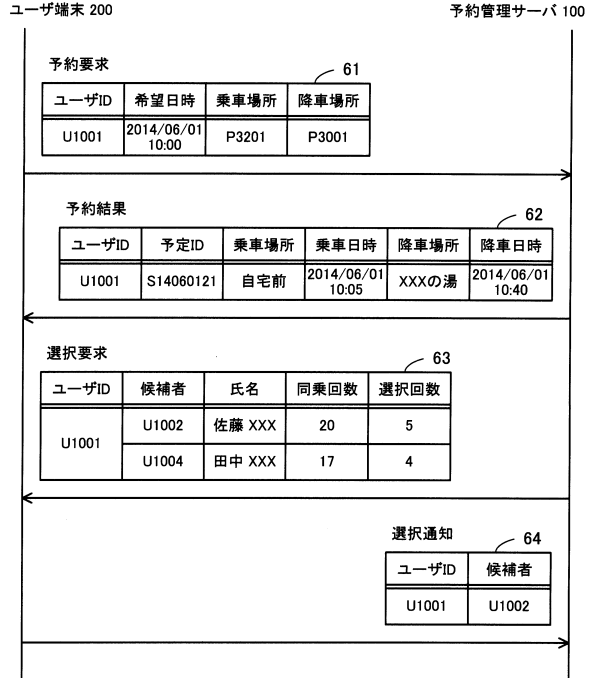 ユーザ端末 200 予約管理サーバ 100
予約要求 61
ユーザID 希望日時 乗車場所 降車場所
U1001 2014/06/01 10:00 P3201 P3001
予約結果 62
ユーザID 予定ID 乗車場所 乗車日時 降車場所 降車日時
U1001 S14060121 自宅前 2014/06/01 10:05 XXXの湯 2014/06/01 10:40
選択要求 63
ユーザID 候補者 氏名 同乗回数 選択回数
U1001 U1002 佐藤 XXX 20 5
U1004 田中 XXX 17 4
選択通知 64
ユーザID 候補者
U1001 U1002